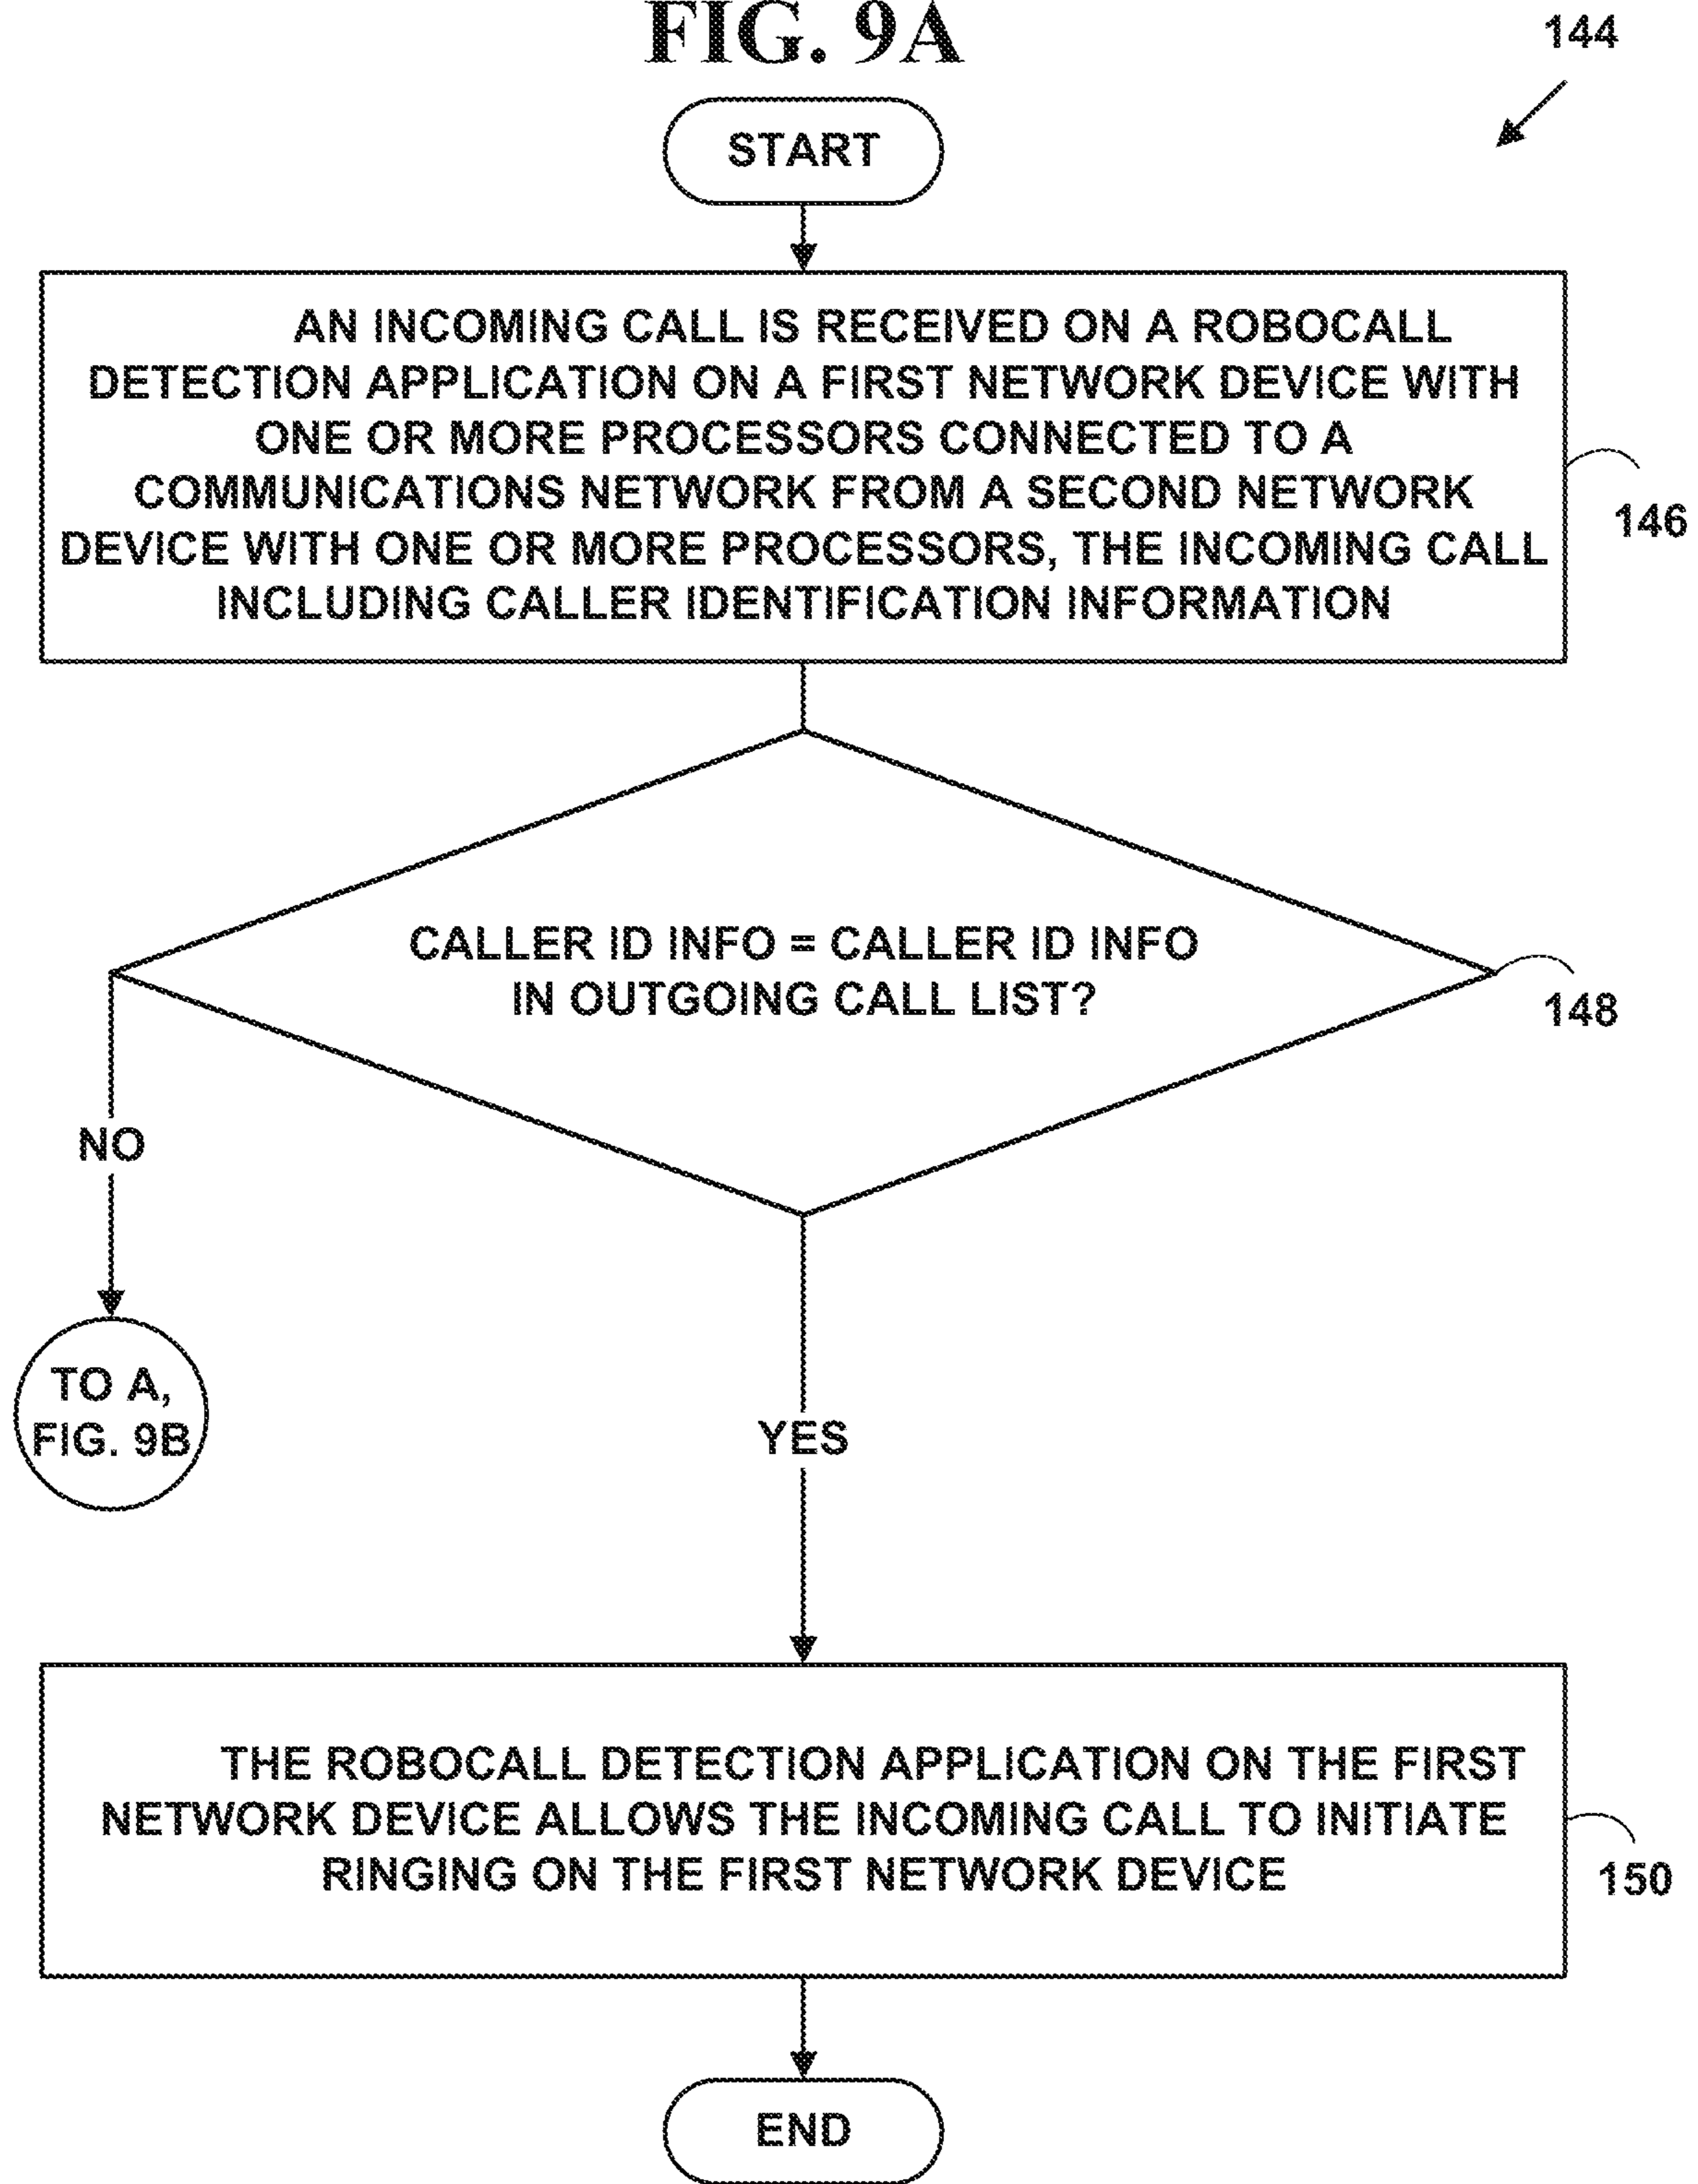 FIG. 9A
144
START
AN INCOMING CALL IS RECEIVED ON A ROBOCALL
DETECTION APPLICATION ON A FIRST NETWORK DEVICE WITH
ONE OR MORE PROCESSORS CONNECTED TO A
COMMUNICATIONS NETWORK FROM A SECOND NETWORK
DEVICE WITH ONE OR MORE PROCESSORS, THE INCOMING CALL
INCLUDING CALLER IDENTIFICATION INFORMATION
146
CALLER ID INFO = CALLER ID INFO
IN OUTGOING CALL LIST?
148
NO
TO A,
FIG. 9B
YES
THE ROBOCALL DETECTION APPLICATION ON THE FIRST
NETWORK DEVICE ALLOWS THE INCOMING CALL TO INITIATE
RINGING ON THE FIRST NETWORK DEVICE
150
END